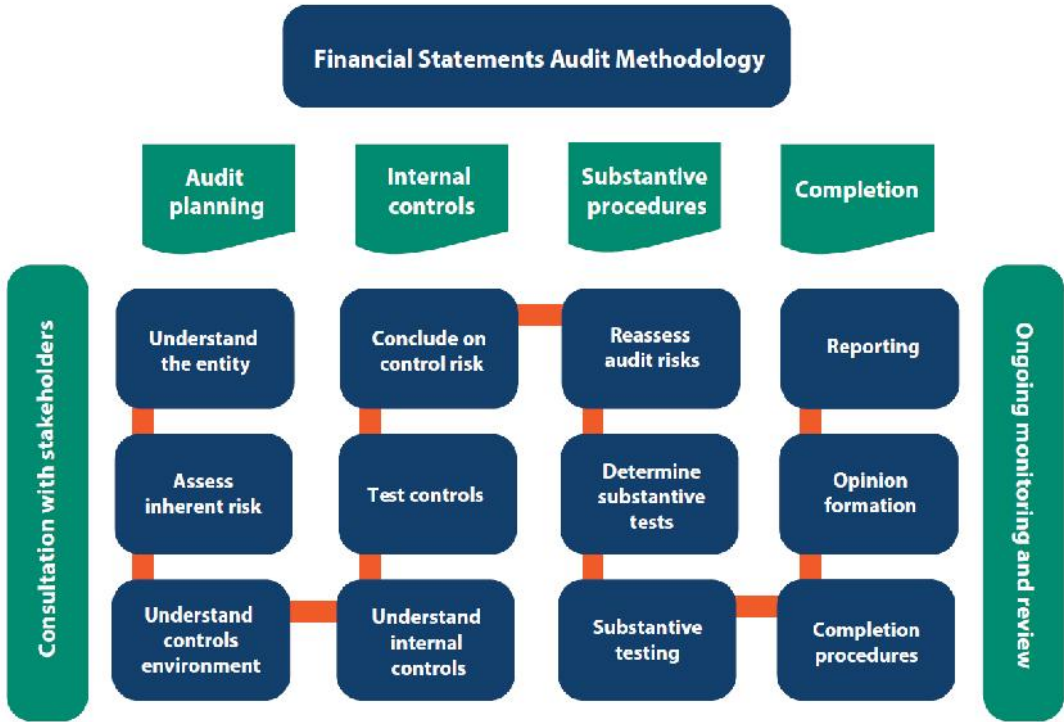 Financial Statements Audit Methodology
Audit
planning
Internal
controls
Substantive
procedures
Completion
Consultation with stakeholders
Understand
the entity
Conclude on
control risk
Reassess
audit risks
Reporting
Assess
inherent risk
Test controls
Determine
substantive
tests
Opinion
formation
Understand
controls
environment
Understand
internal
controls
Substantive
testing
Completion
procedures
Ongoing monitoring and review